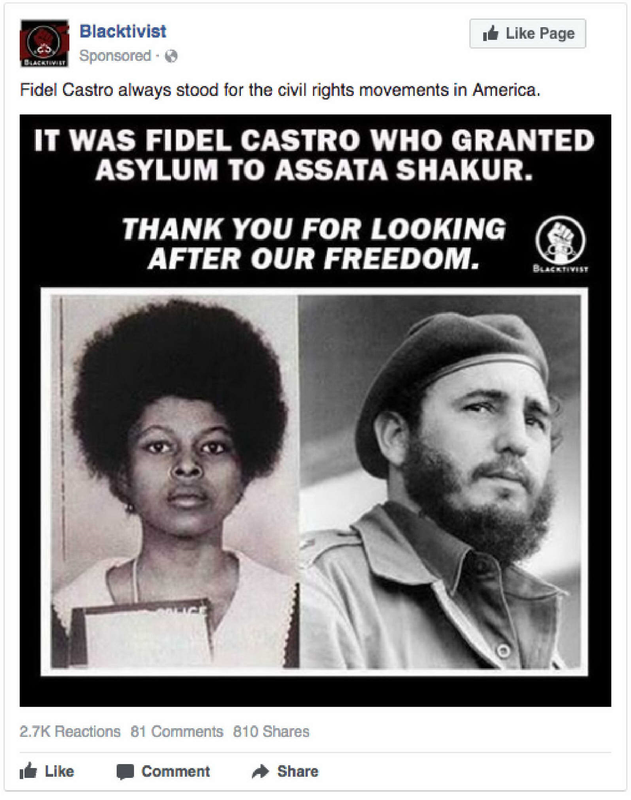 Blacktivist
Like Page
Sponsored ·
BLACKTIVIST
Fidel Castro always stood for the civil rights movements in America.
IT WAS FIDEL CASTRO WHO GRANTED
ASYLUM TO ASSATA SHAKUR.
THANK YOU FOR LOOKING
AFTER OUR FREEDOM.
BLACKTIVIST
POLICE
2.7K Reactions 81 Comments 810 Shares
Like Comment Share